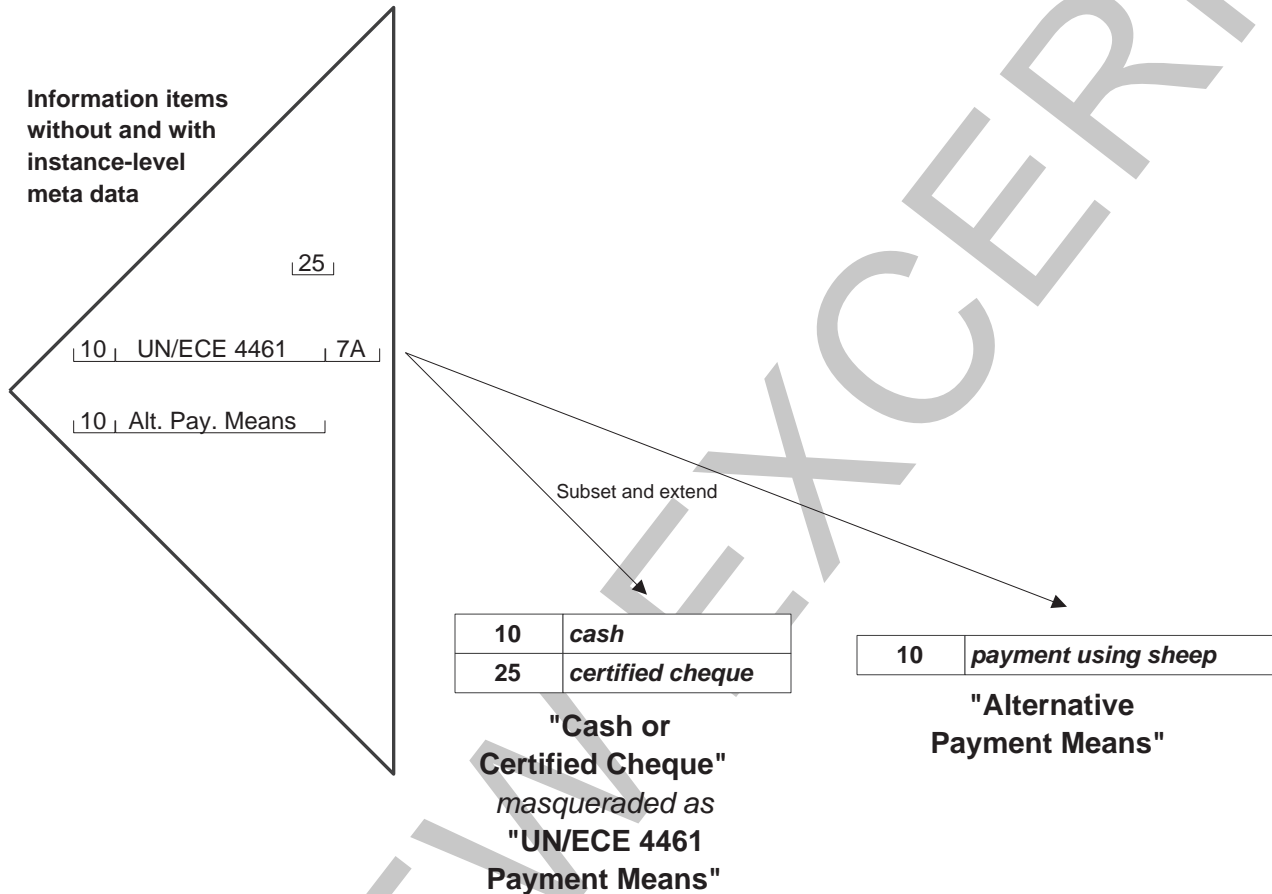 Information items
without and with
instance-level
meta data
25
10 UN/ECE 4461 7A
10 Alt. Pay. Means
Subset and extend
10 cash
25 certified cheque
"Cash or
Certified Cheque"
masqueraded as
"UN/ECE 4461
Payment Means"
10 payment using sheep
"Alternative
Payment Means"
W EXCER